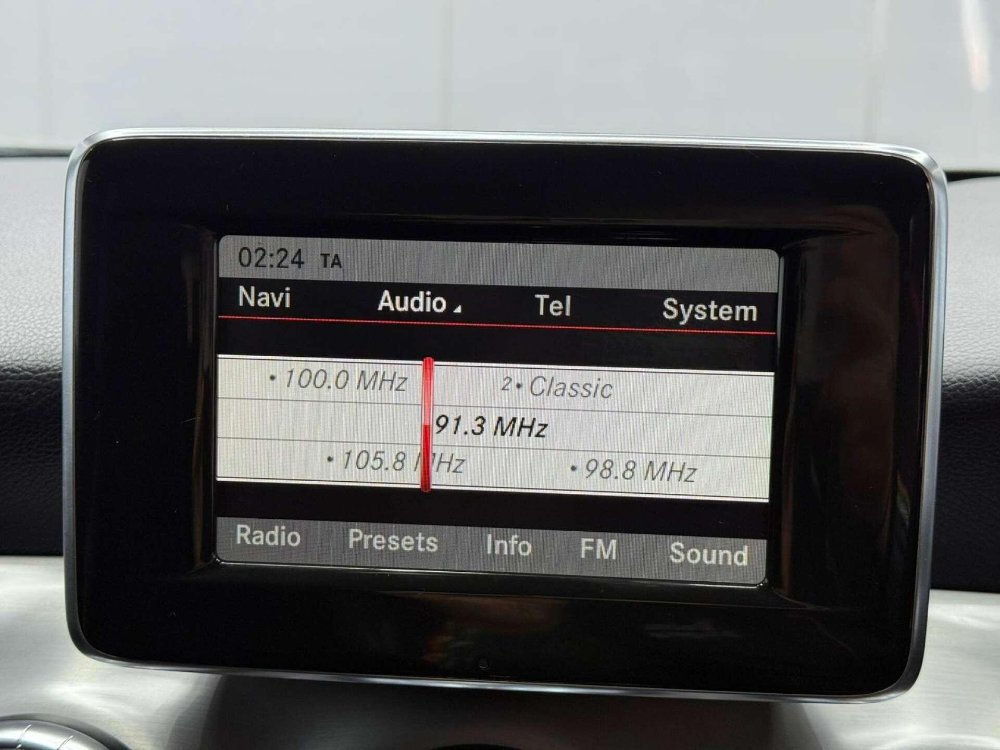 02:24 TA
Navi Audio Tel System
• 100.0 MHz 2• Classic
91.3 MHz
• 105.8 MHz • 98.8 MHz
Radio Presets Info FM Sound